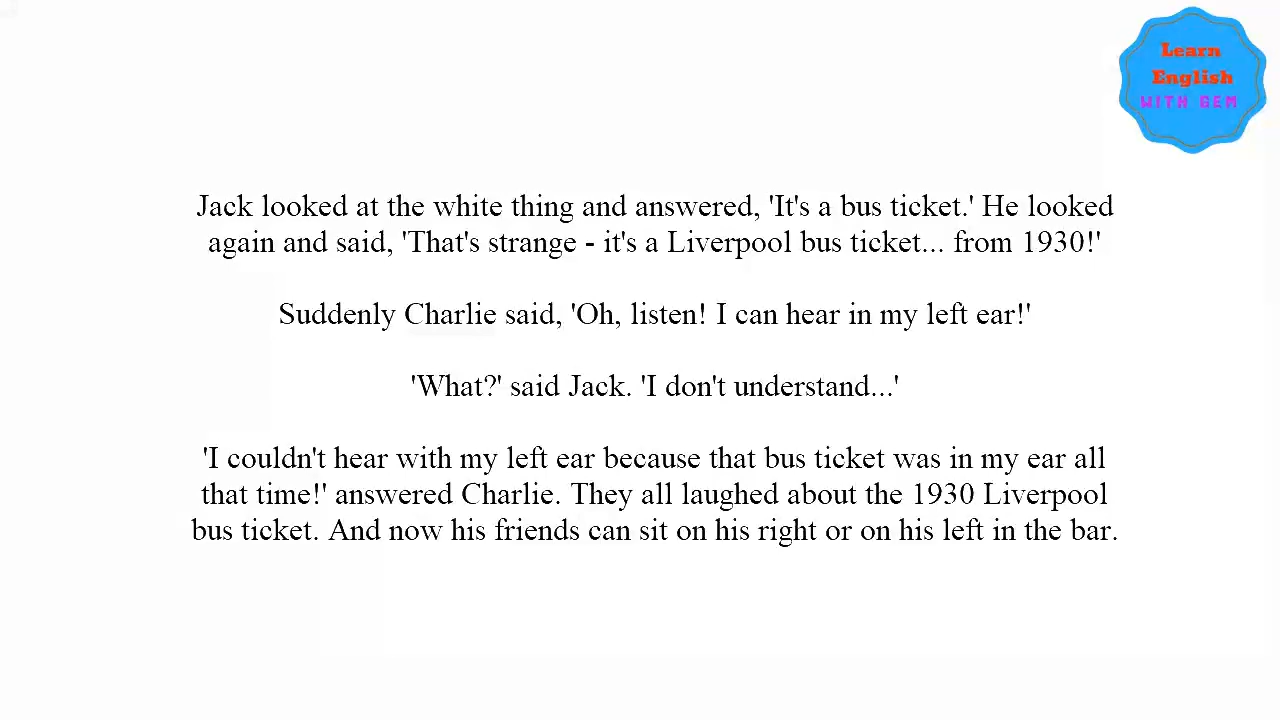 Learn
English
WITH GEM
Jack looked at the white thing and answered, 'It's a bus ticket.' He looked
again and said, 'That's strange - it's a Liverpool bus ticket... from 1930!'
Suddenly Charlie said, 'Oh, listen! I can hear in my left ear!'
'What?' said Jack. 'I don't understand...'
'I couldn't hear with my left ear because that bus ticket was in my ear all
that time!' answered Charlie. They all laughed about the 1930 Liverpool
bus ticket. And now his friends can sit on his right or on his left in the bar.